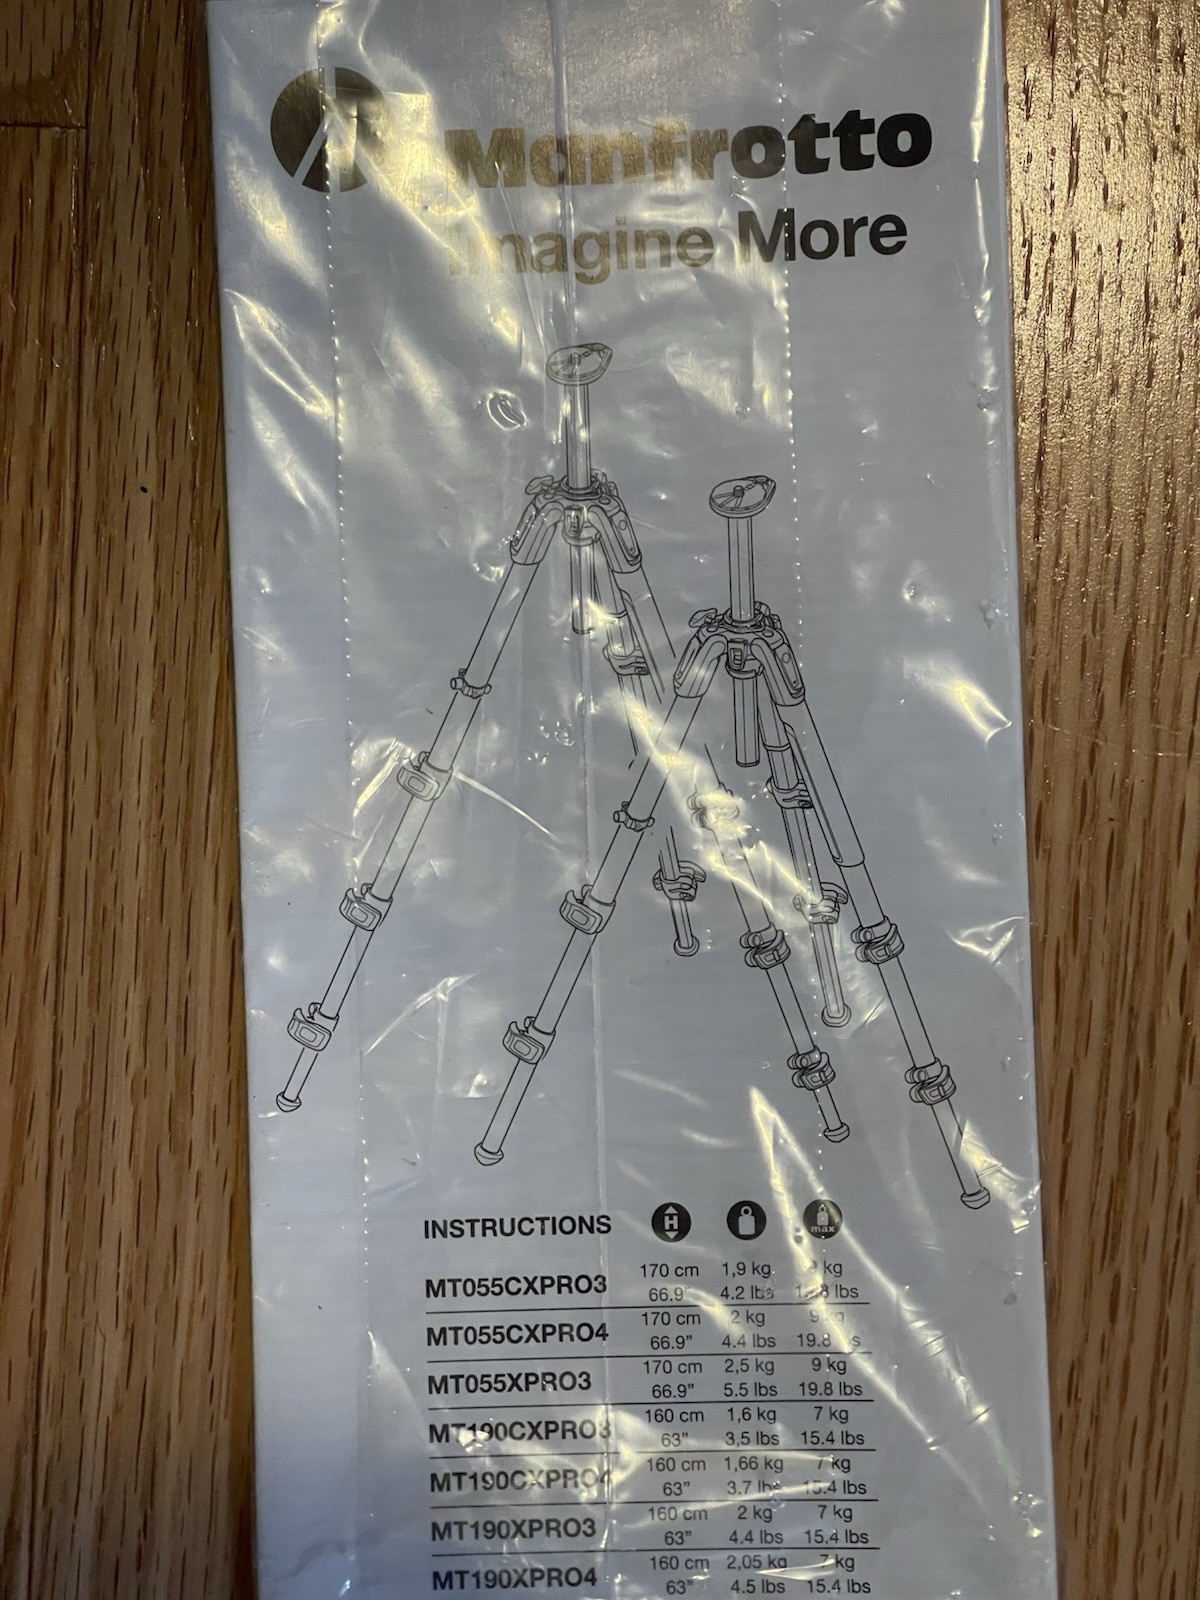 Manfrotto
Imagine More
INSTRUCTIONS H max
170 cm 1,9 kg kg
MT055CXPRO3
66.9" 4.2 lbs lbs
170 cm 2 kg
MT055CXPRO4
66.9" 4.4 lbs 19.8
170 cm 2,5 kg 9 kg
MT055XPRO3
66.9" 5.5 lbs 19.8 lbs
160 cm 1,6 kg 7 kg
MT190CXPRO3
63" 3,5 lbs 15.4 lbs
160 cm 1,66 kg 7 kg
MT190CXPRO4
63" 3.7 lbs 15.4 lbs
160 cm 2 kg 7 kg
MT190XPRO3
63" 4.4 lbs 15.4 lbs
160 cm 2,05 kg 7 kg
MT190XPRO4
63" 4.5 lbs 15.4 lbs